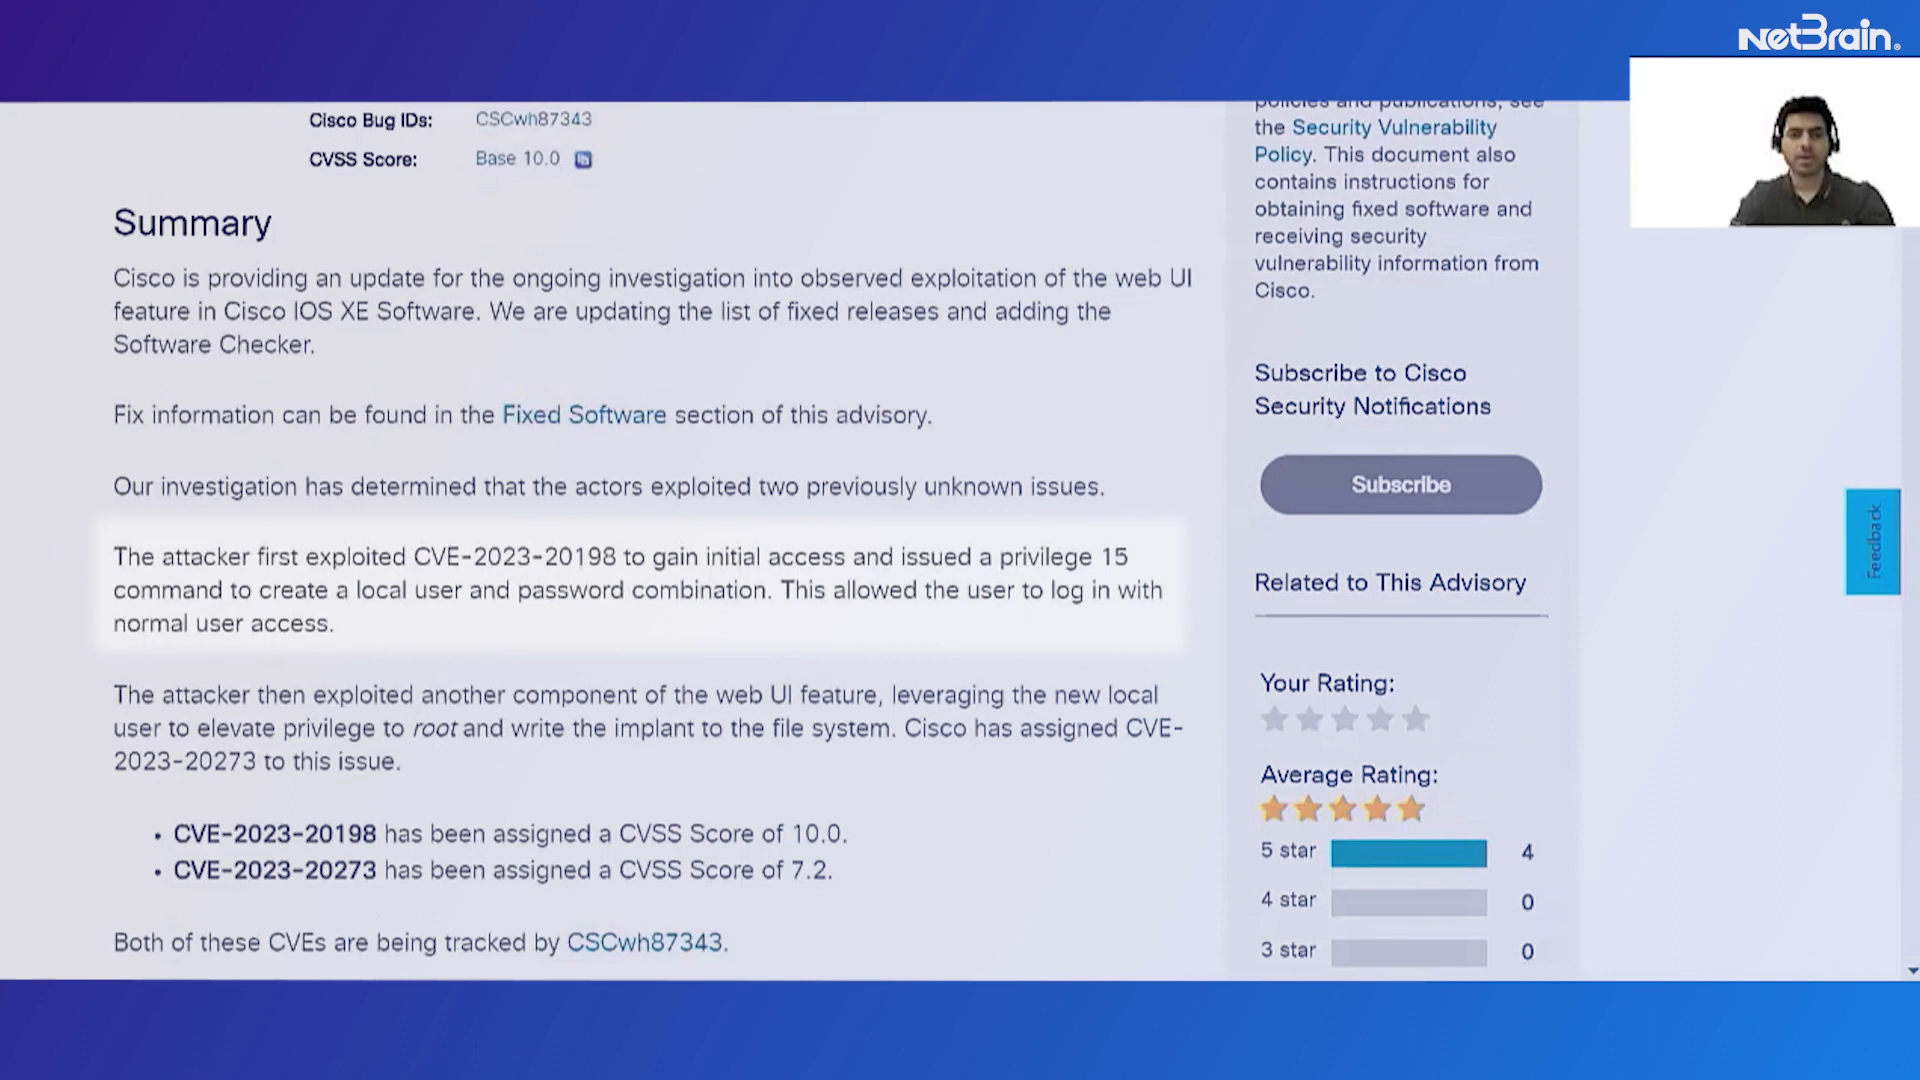 NetBrain
Cisco Bug IDs: CSCwh87343
CVSS Score: Base 10.0
Summary
Cisco is providing an update for the ongoing investigation into observed exploitation of the web UI
feature in Cisco IOS XE Software. We are updating the list of fixed releases and adding the
Software Checker.
Fix information can be found in the Fixed Software section of this advisory.
Our investigation has determined that the actors exploited two previously unknown issues.
The attacker first exploited CVE-2023-20198 to gain initial access and issued a privilege 15
command to create a local user and password combination. This allowed the user to log in with
normal user access.
The attacker then exploited another component of the web UI feature, leveraging the new local
user to elevate privilege to root and write the implant to the file system. Cisco has assigned CVE-
2023-20273 to this issue.
• CVE-2023-20198 has been assigned a CVSS Score of 10.0.
• CVE-2023-20273 has been assigned a CVSS Score of 7.2.
Both of these CVEs are being tracked by CSCwh87343.
policies and publications, see
the Security Vulnerability
Policy. This document also
contains instructions for
obtaining fixed software and
receiving security
vulnerability information from
Cisco.
Subscribe to Cisco
Security Notifications
Subscribe
Related to This Advisory
Your Rating:
Average Rating:
5 star 4
4 star 0
3 star 0
Feedback